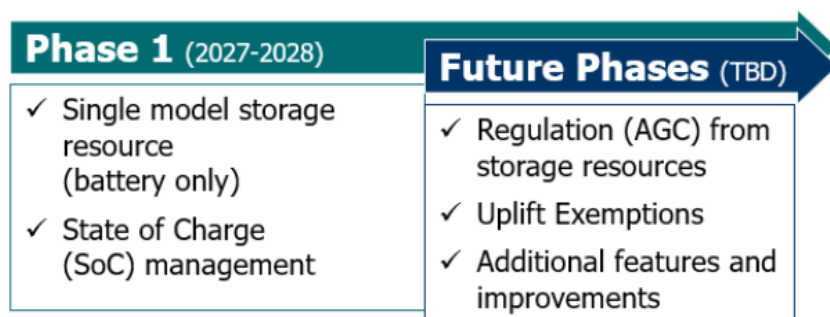 Phase 1 (2027-2028)
✓ Single model storage
resource
(battery only)
✓ State of Charge
(SoC) management
Future Phases (TBD)
✓ Regulation (AGC) from
storage resources
✓ Uplift Exemptions
✓ Additional features and
improvements